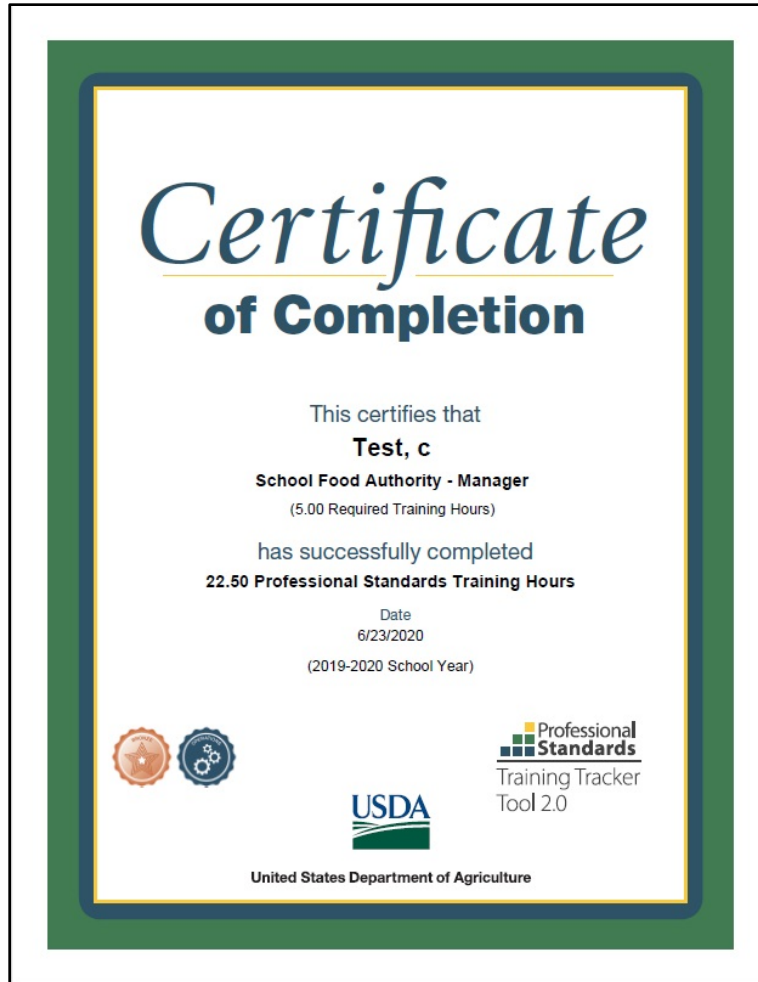 Certificate
of Completion
This certifies that
Test, c
School Food Authority - Manager
(5.00 Required Training Hours)
has successfully completed
22.50 Professional Standards Training Hours
Date
6/23/2020
(2019-2020 School Year)
BRONZE
OPERATIONS
Professional
Standards
Training Tracker
Tool 2.0
USDA
United States Department of Agriculture